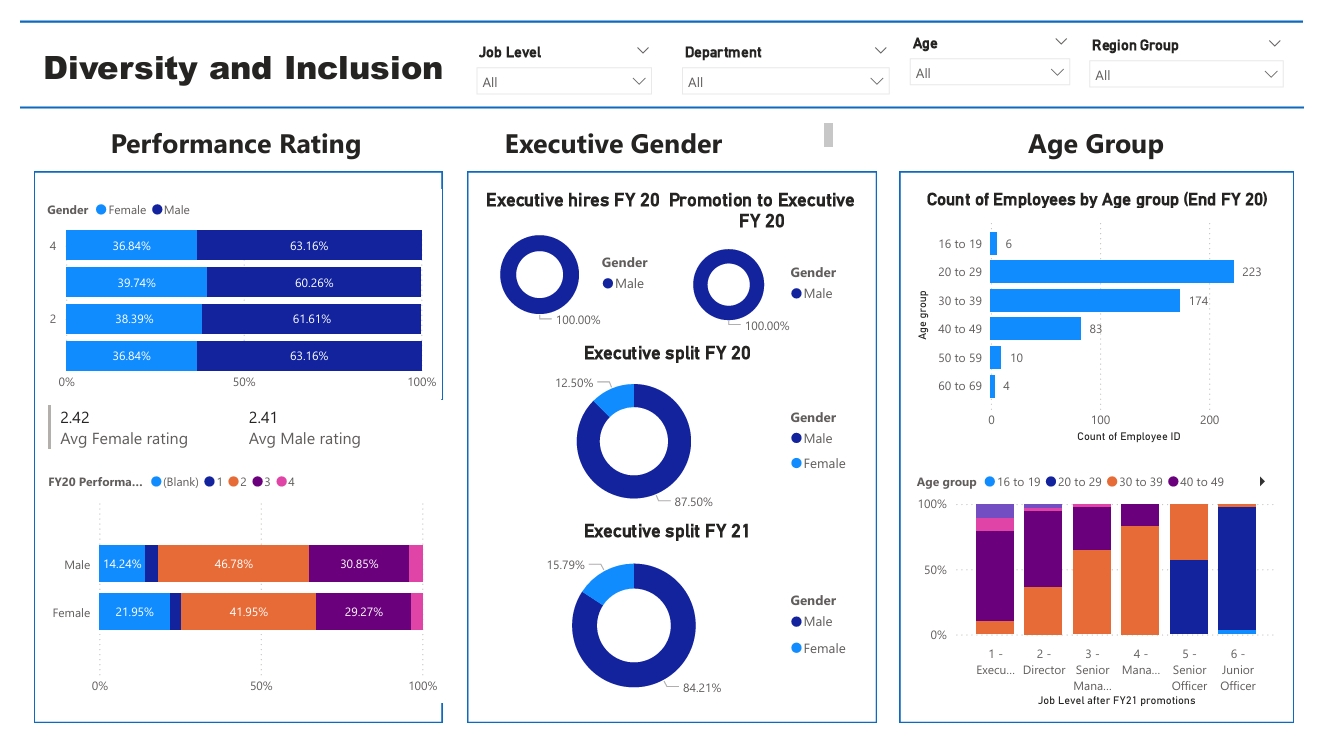 Diversity and Inclusion
Job Level
All
Department
All
Age
All
Region Group
All
Performance Rating
Gender Female Male
4 36.84% 63.16%
39.74% 60.26%
2 38.39% 61.61%
36.84% 63.16%
0% 50% 100%
2.42 2.41
Avg Female rating Avg Male rating
FY20 Performa... (Blank) 1 2 3 4
Male 14.24% 46.78% 30.85%
Female 21.95% 41.95% 29.27%
0% 50% 100%
Executive Gender
Executive hires FY 20
Gender
Male
100.00%
Promotion to Executive
FY 20
Gender
Male
100.00%
Executive split FY 20
12.50%
Gender
Male
Female
87.50%
Executive split FY 21
15.79%
Gender
Male
Female
84.21%
Age Group
Count of Employees by Age group (End FY 20)
Age group
16 to 19 6
20 to 29 223
30 to 39 174
40 to 49 83
50 to 59 10
60 to 69 4
0 100 200
Count of Employee ID
Age group 16 to 19 20 to 29 30 to 39 40 to 49
100%
50%
0%
1 - 2 - 3 - 4 - 5 - 6 -
Execu... Director Senior Mana... Senior Junior
Mana... Officer Officer
Job Level after FY21 promotions